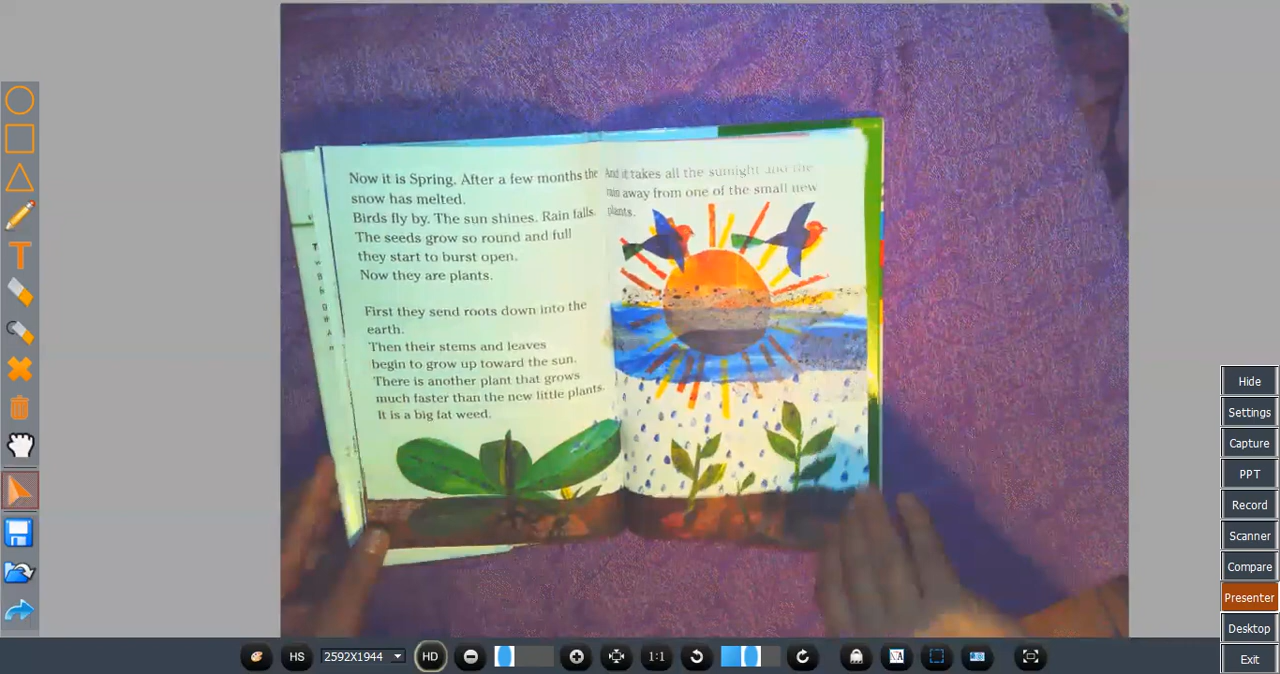 Now it is Spring. After a few months the
snow has melted.
Birds fly by. The sun shines. Rain falls.
The seeds grow so round and full
they start to burst open.
Now they are plants.
First they send roots down into the
earth.
Then their stems and leaves
begin to grow up toward the sun.
There is another plant that grows
much faster than the new little plants.
It is a big fat weed.
And it takes all the sunlight and the
rain away from one of the small new
plants.
Hide
Settings
Capture
PPT
Record
Scanner
Compare
Presenter
Desktop
Exit
HS
2592X1944
HD
1:1